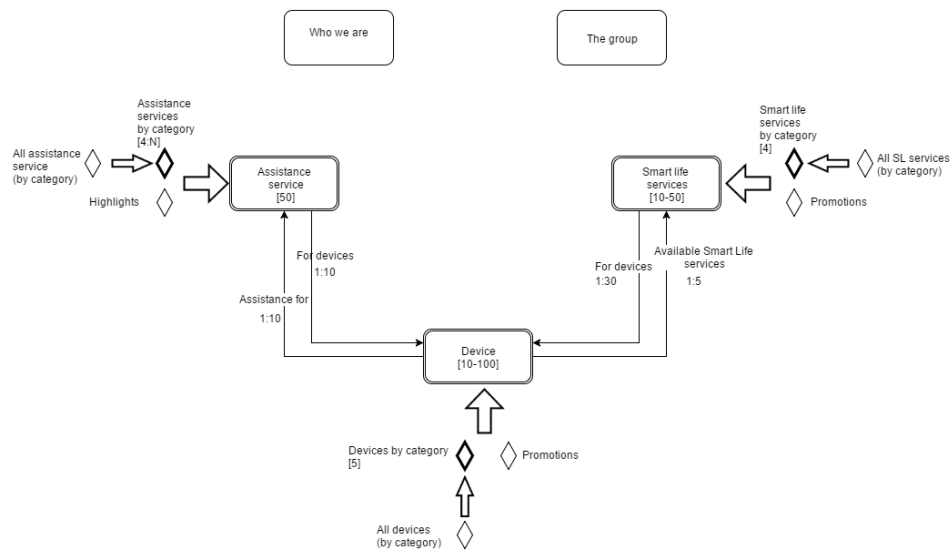 Who we are
The group
Assistance
services
by category
[4:N]
All assistance
service
(by category)
Highlights
Assistance
service
[50]
Smart life
services
[10-50]
Smart life
services
by category
[4]
All SL services
(by category)
Promotions
For devices
1:10
Assistance for
1:10
For devices
1:30
Available Smart Life
services
1:5
Device
[10-100]
Devices by category
[5]
Promotions
All devices
(by category)